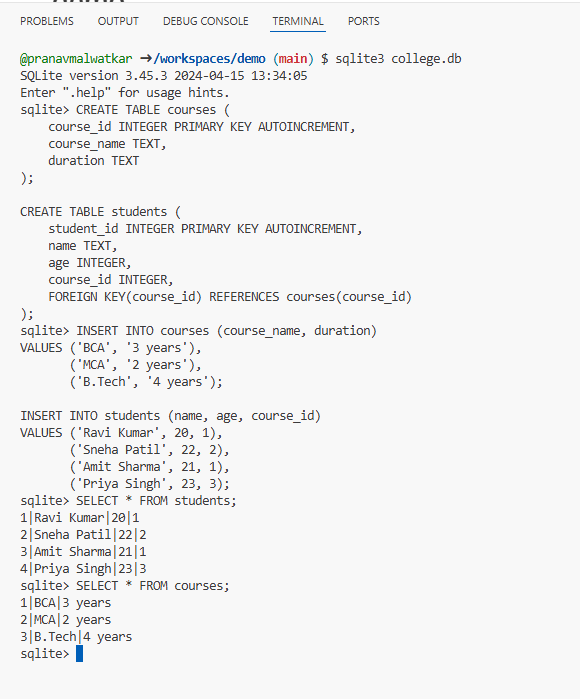 PROBLEMS OUTPUT DEBUG CONSOLE TERMINAL PORTS
@pranavmalwatkar ➜/workspaces/demo (main) $ sqlite3 college.db
SQLite version 3.45.3 2024-04-15 13:34:05
Enter ".help" for usage hints.
sqlite> CREATE TABLE courses (
    course_id INTEGER PRIMARY KEY AUTOINCREMENT,
    course_name TEXT,
    duration TEXT
);
CREATE TABLE students (
    student_id INTEGER PRIMARY KEY AUTOINCREMENT,
    name TEXT,
    age INTEGER,
    course_id INTEGER,
    FOREIGN KEY(course_id) REFERENCES courses(course_id)
);
sqlite> INSERT INTO courses (course_name, duration)
VALUES ('BCA', '3 years'),
       ('MCA', '2 years'),
       ('B.Tech', '4 years');
INSERT INTO students (name, age, course_id)
VALUES ('Ravi Kumar', 20, 1),
       ('Sneha Patil', 22, 2),
       ('Amit Sharma', 21, 1),
       ('Priya Singh', 23, 3);
sqlite> SELECT * FROM students;
1|Ravi Kumar|20|1
2|Sneha Patil|22|2
3|Amit Sharma|21|1
4|Priya Singh|23|3
sqlite> SELECT * FROM courses;
1|BCA|3 years
2|MCA|2 years
3|B.Tech|4 years
sqlite>